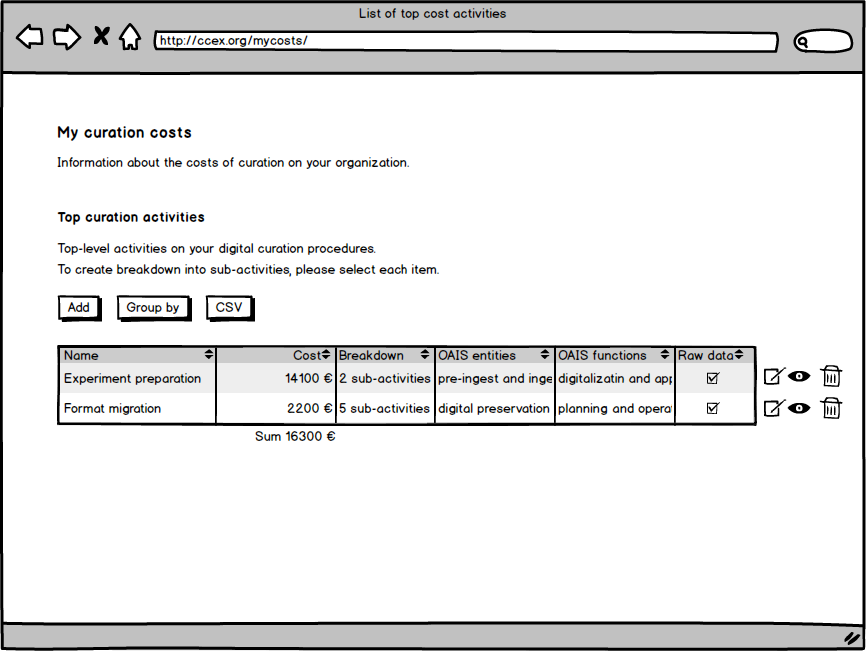 List of top cost activities
http://ccex.org/mycosts/
My curation costs
Information about the costs of curation on your organization.
Top curation activities
Top-level activities on your digital curation procedures.
To create breakdown into sub-activities, please select each item.
Add Group by CSV
Name Cost Breakdown OAIS entities OAIS functions Raw data
Experiment preparation 14100 € 2 sub-activities pre-ingest and inge digitalizatin and app
Format migration 2200 € 5 sub-activities digital preservation planning and opera
Sum 16300 €